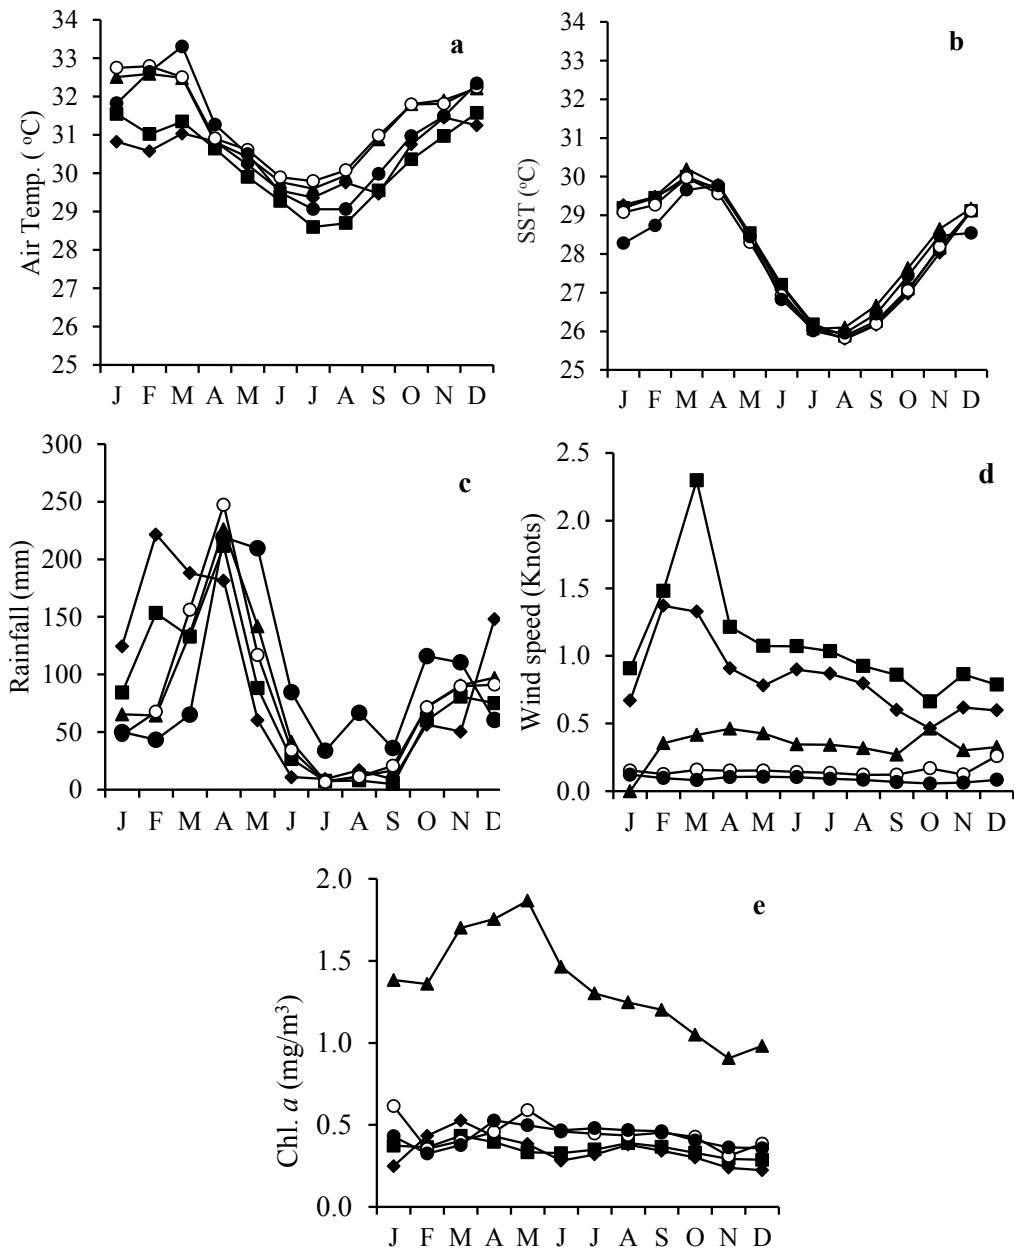 a
34
33
32
31
30
29
28
27
26
25
Air Temp. ( °C)
J F M A M J J A S O N D
b
34
33
32
31
30
29
28
27
26
25
SST (°C)
J F M A M J J A S O N D
c
300
250
200
150
100
50
0
Rainfall (mm)
J F M A M J J A S O N D
d
2.5
2.0
1.5
1.0
0.5
0.0
Wind speed (Knots)
J F M A M J J A S O N D
e
2.0
1.5
1.0
0.5
0.0
Chl. a (mg/m³)
J F M A M J J A S O N D